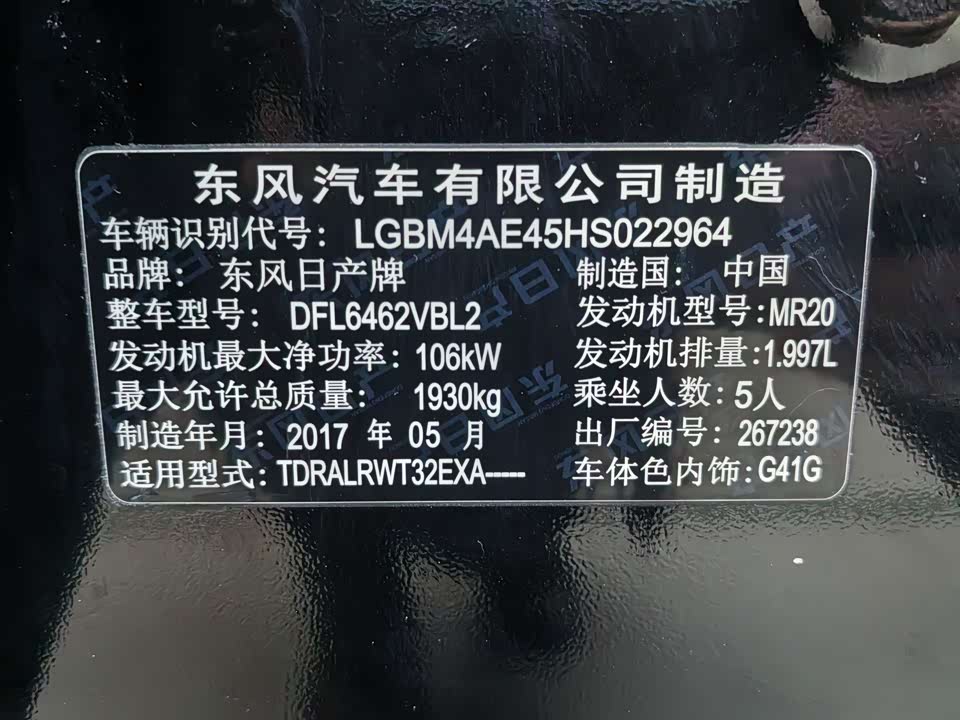 东风汽车有限公司制造
车辆识别代号: LGBM4AE45HS022964
品牌: 东风日产牌 制造国: 中国
整车型号: DFL6462VBL2 发动机型号:MR20
发动机最大净功率: 106kW 发动机排量:1.997L
最大允许总质量: 1930kg 乘坐人数: 5人
制造年月: 2017 年 05 月 出厂编号: 267238
适用型式: TDRALRWT32EXA----- 车体色内饰: G41G